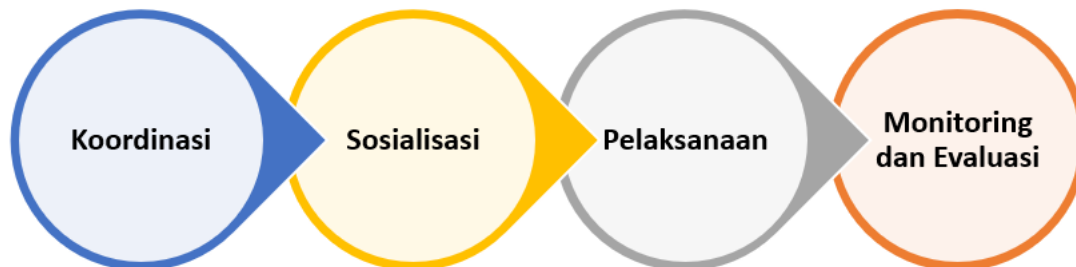 Koordinasi
Sosialisasi
Pelaksanaan
Monitoring
dan Evaluasi